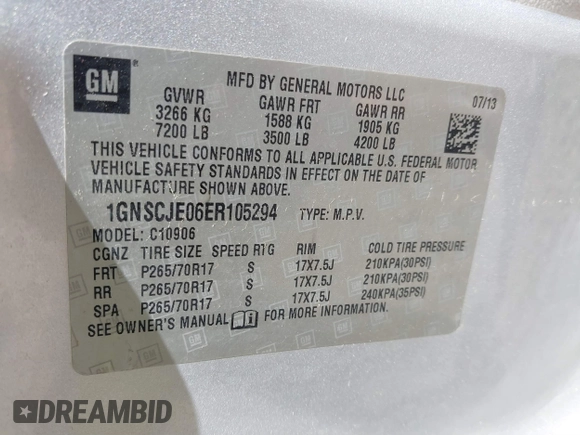 GM
MFD BY GENERAL MOTORS LLC
07/13
GVWR GAWR FRT GAWR RR
3266 KG 1588 KG 1905 KG
7200 LB 3500 LB 4200 LB
THIS VEHICLE CONFORMS TO ALL APPLICABLE U.S. FEDERAL MOTOR
VEHICLE SAFETY STANDARDS IN EFFECT ON THE DATE OF
MANUFACTURE SHOWN ABOVE.
1GNSCJE06ER105294 TYPE: M.P.V.
MODEL: C10906
CGNZ TIRE SIZE SPEED RTG RIM COLD TIRE PRESSURE
FRT P265/70R17 S 17X7.5J 210KPA(30PSI)
RR P265/70R17 S 17X7.5J 210KPA(30PSI)
SPA P265/70R17 S 17X7.5J 240KPA(35PSI)
SEE OWNER'S MANUAL FOR MORE INFORMATION.
DREAMBID